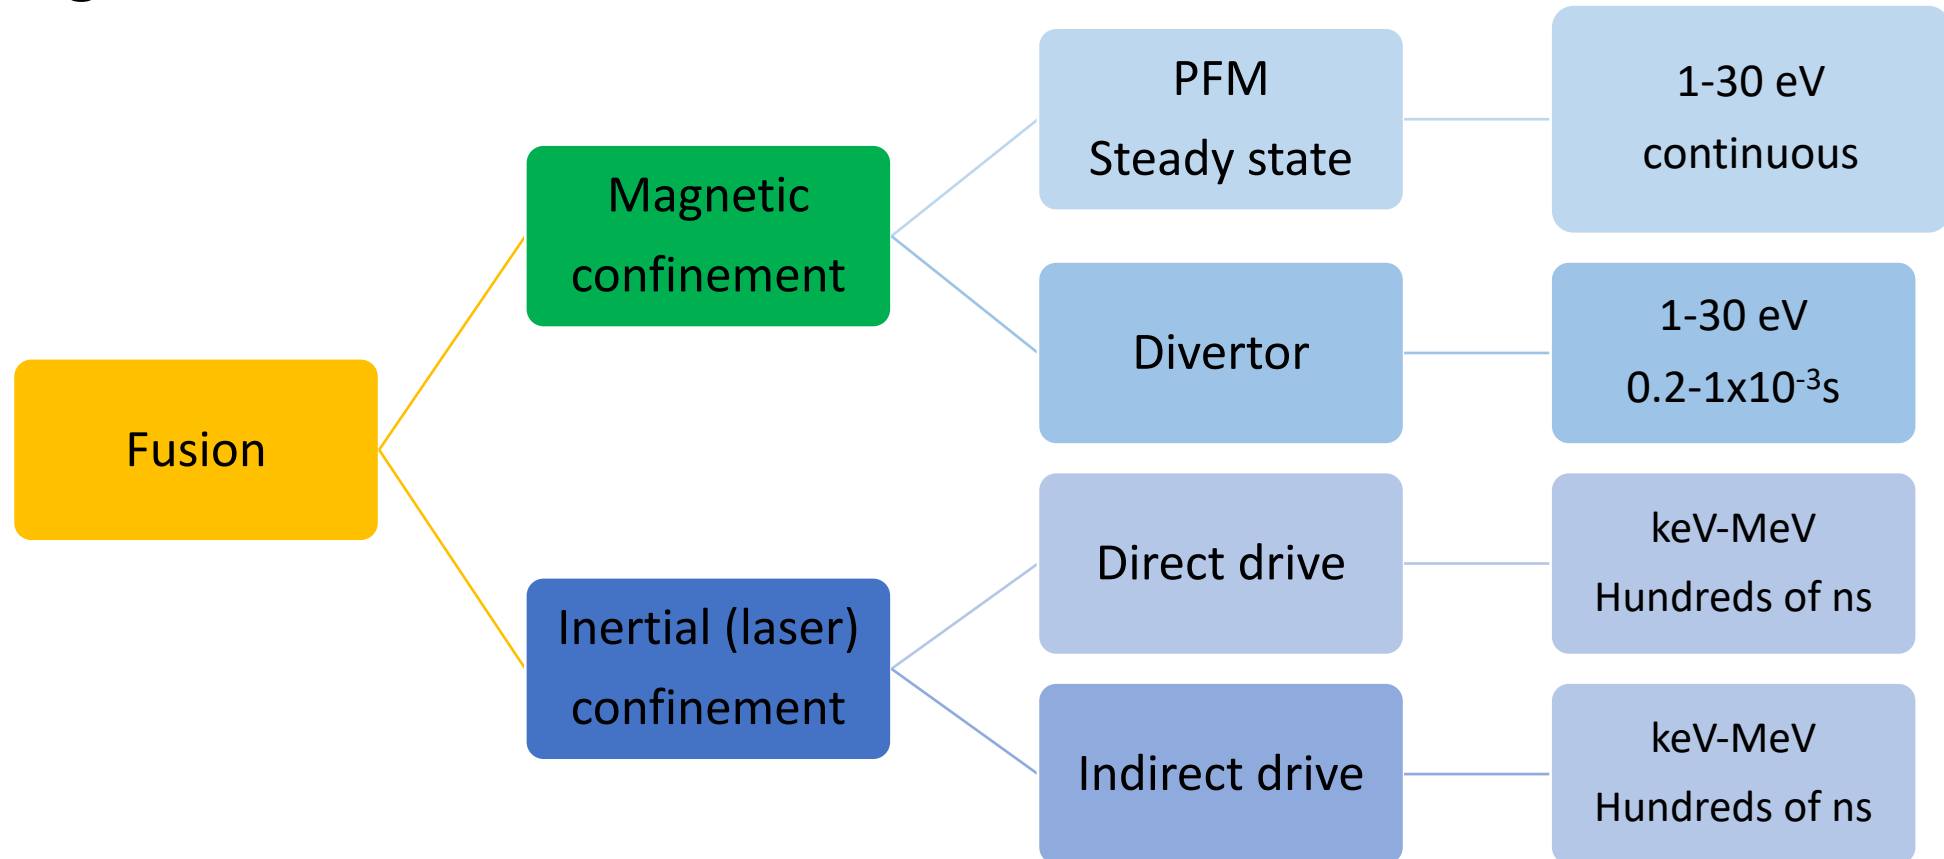 Fusion
Magnetic
confinement
Inertial (laser)
confinement
PFM
Steady state
Divertor
Direct drive
Indirect drive
1-30 eV
continuous
1-30 eV
0.2-1x10⁻³s
keV-MeV
Hundreds of ns
keV-MeV
Hundreds of ns